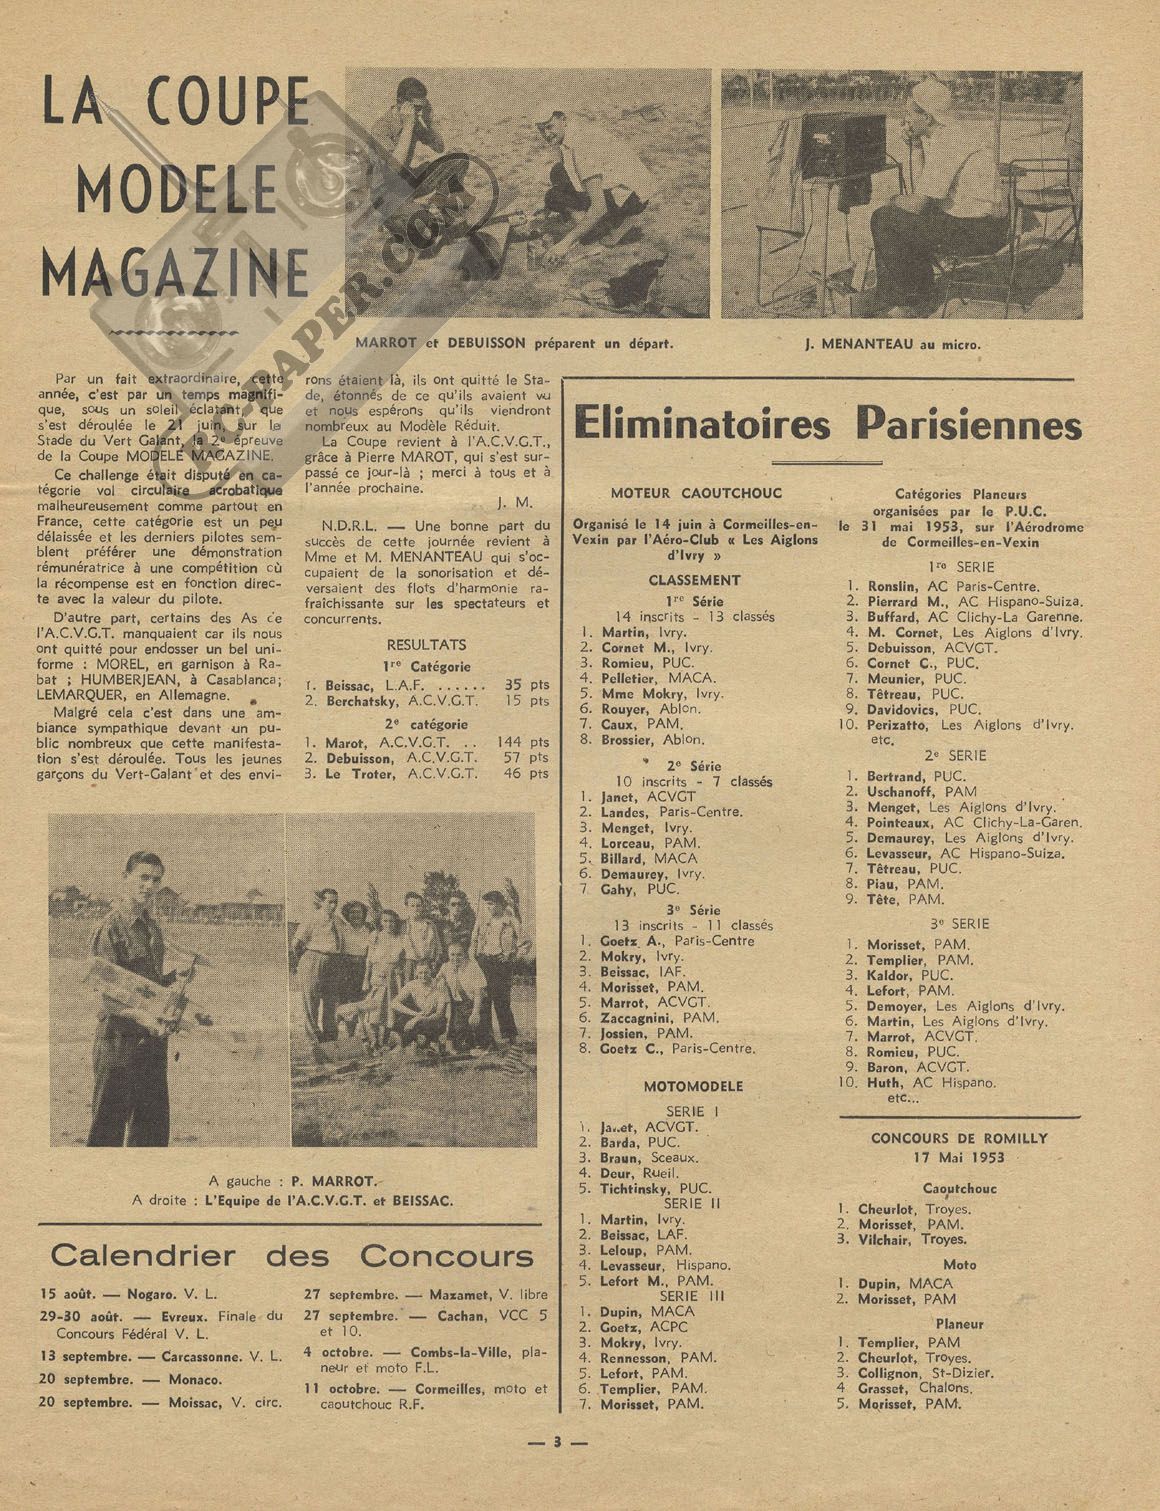 LA COUPE
MODELE
MAGAZINE
RC-PAPER.COM
MARROT et DEBUISSON préparent un départ.
J. MENANTEAU au micro.
Par un fait extraordinaire, cette
année, c'est par un temps magnifi-
que, sous un soleil éclatant, que
s'est déroulée le 21 juin, sur le
Stade du Vert Galant, la 2e épreuve
de la Coupe MODELE MAGAZINE.
Ce challenge était disputé en ca-
tégorie vol circulaire acrobatique
malheureusement comme partout en
France, cette catégorie est un peu
délaissée et les derniers pilotes sem-
blent préférer une démonstration
rémunératrice à une compétition où
la récompense est en fonction direc-
te avec la valeur du pilote.
D'autre part, certains des As de
l'A.C.V.G.T. manquaient car ils nous
ont quitté pour endosser un bel uni-
forme : MOREL, en garnison à Ra-
bat ; HUMBERJEAN, à Casablanca;
LEMARQUER, en Allemagne.
Malgré cela c'est dans une am-
biance sympathique devant un pu-
blic nombreux que cette manifesta-
tion s'est déroulée. Tous les jeunes
garçons du Vert-Galant et des envi-
rons étaient là, ils ont quitté le Sta-
de, étonnés de ce qu'ils avaient vu
et nous espérons qu'ils viendront
nombreux au Modèle Réduit.
La Coupe revient à l'A.C.V.G.T.,
grâce à Pierre MAROT, qui s'est sur-
passé ce jour-là ; merci à tous et à
l'année prochaine.
J. M.
N.D.R.L. — Une bonne part du
succès de cette journée revient à
Mme et M. MENANTEAU qui s'oc-
cupaient de la sonorisation et dé-
versaient des flots d'harmonie ra-
fraîchissante sur les spectateurs et
concurrents.
RESULTATS
1re Catégorie
1. Beissac, L.A.F. ...... 35 pts
2. Berchatsky, A.C.V.G.T. 15 pts
2e catégorie
1. Marot, A.C.V.G.T. .. 144 pts
2. Debuisson, A.C.V.G.T. 57 pts
3. Le Troter, A.C.V.G.T. 46 pts
A gauche : P. MARROT.
A droite : L'Equipe de l'A.C.V.G.T. et BEISSAC.
Calendrier des Concours
15 août. — Nogaro. V. L.
29-30 août. — Evreux. Finale du
Concours Fédéral V. L.
13 septembre. — Carcassonne. V. L.
20 septembre. — Monaco.
20 septembre. — Moissac, V. circ.
27 septembre. — Mazamet, V. libre
27 septembre. — Cachan, VCC 5
et 10.
4 octobre. — Combs-la-Ville, pla-
neur et moto F.L.
11 octobre. — Cormeilles, moto et
caoutchouc R.F.
Eliminatoires Parisiennes
MOTEUR CAOUTCHOUC
Organisé le 14 juin à Cormeilles-en-
Vexin par l'Aéro-Club « Les Aiglons
d'Ivry »
CLASSEMENT
1re Série
14 inscrits - 13 classés
1. Martin, Ivry.
2. Cornet M., Ivry.
3. Romieu, PUC.
4. Pelletier, MACA.
5. Mme Mokry, Ivry.
6. Rouyer, Ablon.
7. Caux, PAM.
8. Brossier, Ablon.
2e Série
10 inscrits - 7 classés
1. Janet, ACVGT
2. Landes, Paris-Centre.
3. Menget, Ivry.
4. Lorceau, PAM.
5. Billard, MACA
6. Demaurey, Ivry.
7. Gahy, PUC.
3e Série
13 inscrits - 11 classés
1. Goetz A., Paris-Centre
2. Mokry, Ivry.
3. Beissac, IAF.
4. Morisset, PAM.
5. Marrot, ACVGT.
6. Zaccagnini, PAM.
7. Jossien, PAM.
8. Goetz C., Paris-Centre.
MOTOMODELE
SERIE I
1. Janet, ACVGT.
2. Barda, PUC.
3. Braun, Sceaux.
4. Deur, Rueil.
5. Tichtinsky, PUC.
SERIE II
1. Martin, Ivry.
2. Beissac, LAF.
3. Leloup, PAM.
4. Levasseur, Hispano.
5. Lefort M., PAM.
SERIE III
1. Dupin, MACA
2. Goetz, ACPC
3. Mokry, Ivry.
4. Rennesson, PAM.
5. Lefort, PAM.
6. Templier, PAM.
7. Morisset, PAM.
Catégories Planeurs
organisées par le P.U.C.
le 31 mai 1953, sur l'Aérodrome
de Cormeilles-en-Vexin
1re SERIE
1. Ronslin, AC Paris-Centre.
2. Pierrard M., AC Hispano-Suiza.
3. Buffard, AC Clichy-La Garenne.
4. M. Cornet, Les Aiglons d'Ivry.
5. Debuisson, ACVGT.
6. Cornet C., PUC.
7. Meunier, PUC.
8. Têtreau, PUC.
9. Davidovics, PUC.
10. Perizatto, Les Aiglons d'Ivry.
etc.
2e SERIE
1. Bertrand, PUC.
2. Uschanoff, PAM
3. Menget, Les Aiglons d'Ivry.
4. Pointeaux, AC Clichy-La-Garen.
5. Demaurey, Les Aiglons d'Ivry.
6. Levasseur, AC Hispano-Suiza.
7. Têtreau, PUC.
8. Piau, PAM.
9. Tête, PAM.
3e SERIE
1. Morisset, PAM.
2. Templier, PAM.
3. Kaldor, PUC.
4. Lefort, PAM.
5. Demoyer, Les Aiglons d'Ivry.
6. Martin, Les Aiglons d'Ivry.
7. Marrot, ACVGT.
8. Romieu, PUC.
9. Baron, ACVGT.
10. Huth, AC Hispano.
etc...
CONCOURS DE ROMILLY
17 Mai 1953
Caoutchouc
1. Cheurlot, Troyes.
2. Morisset, PAM.
3. Vilchair, Troyes.
Moto
1. Dupin, MACA
2. Morisset, PAM
Planeur
1. Templier, PAM
2. Cheurlot, Troyes.
3. Collignon, St-Dizier.
4 Grasset, Chalons.
5. Morisset, PAM.
— 3 —